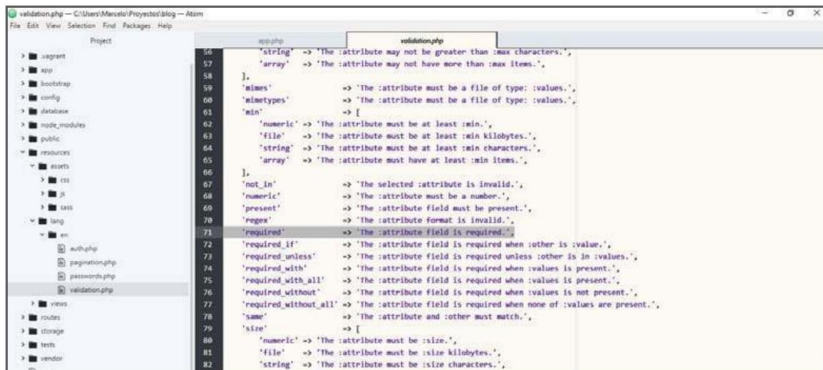 validation.php — C:\Users\Marcelo\Proyectos\blog — Atom
File Edit View Selection Find Packages Help
Project
.vagrant
app
bootstrap
config
database
node_modules
public
resources
assets
css
js
sass
lang
en
auth.php
pagination.php
passwords.php
validation.php
views
routes
storage
tests
vendor
app.php
validation.php
56 'string' => 'The :attribute may not be greater than :max characters.',
57 'array' => 'The :attribute may not have more than :max items.',
58 ],
59 'mimes' => 'The :attribute must be a file of type: :values.',
60 'mimetypes' => 'The :attribute must be a file of type: :values.',
61 'min' => [
62 'numeric' => 'The :attribute must be at least :min.',
63 'file' => 'The :attribute must be at least :min kilobytes.',
64 'string' => 'The :attribute must be at least :min characters.',
65 'array' => 'The :attribute must have at least :min items.',
66 ],
67 'not_in' => 'The selected :attribute is invalid.',
68 'numeric' => 'The :attribute must be a number.',
69 'present' => 'The :attribute field must be present.',
70 'regex' => 'The :attribute format is invalid.',
71 'required' => 'The :attribute field is required.',
72 'required_if' => 'The :attribute field is required when :other is :value.',
73 'required_unless' => 'The :attribute field is required unless :other is in :values.',
74 'required_with' => 'The :attribute field is required when :values is present.',
75 'required_with_all' => 'The :attribute field is required when :values is present.',
76 'required_without' => 'The :attribute field is required when :values is not present.',
77 'required_without_all' => 'The :attribute field is required when none of :values are present.',
78 'same' => 'The :attribute and :other must match.',
79 'size' => [
80 'numeric' => 'The :attribute must be :size.',
81 'file' => 'The :attribute must be :size kilobytes.',
82 'string' => 'The :attribute must be :size characters.',